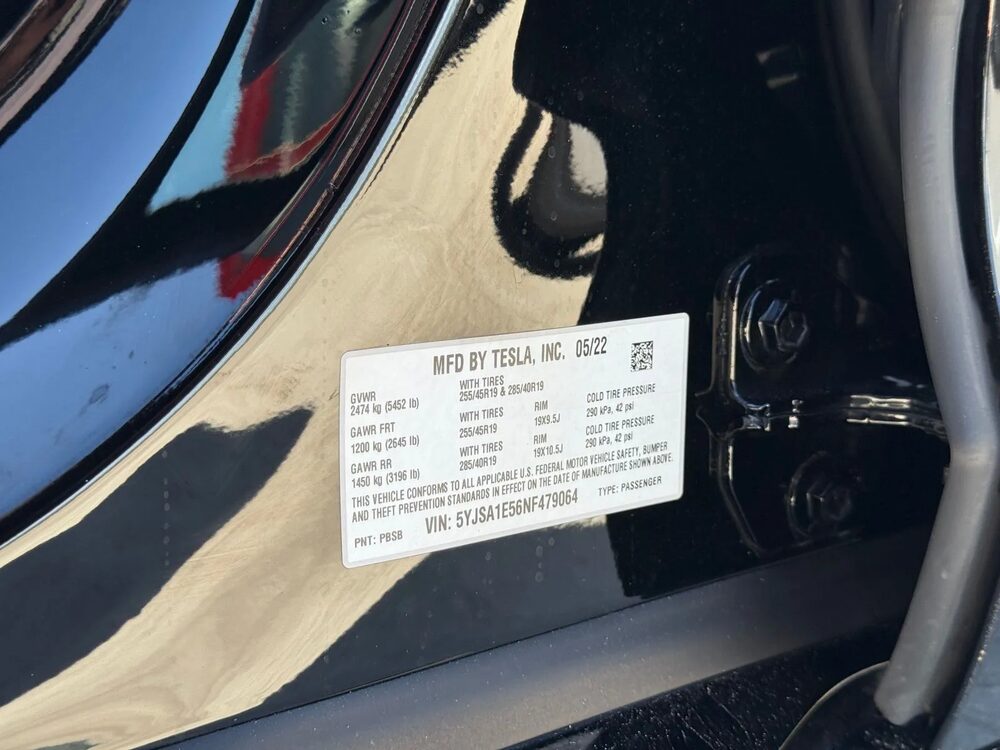 MFD BY TESLA, INC. 05/22
GVWR WITH TIRES
2474 kg (5452 lb) 255/45R19 & 285/40R19
GAWR FRT WITH TIRES RIM COLD TIRE PRESSURE
1200 kg (2645 lb) 255/45R19 19X9.5J 290 kPa, 42 psi
GAWR RR WITH TIRES RIM COLD TIRE PRESSURE
1450 kg (3196 lb) 285/40R19 19X10.5J 290 kPa, 42 psi
THIS VEHICLE CONFORMS TO ALL APPLICABLE U.S. FEDERAL MOTOR VEHICLE SAFETY, BUMPER
AND THEFT PREVENTION STANDARDS IN EFFECT ON THE DATE OF MANUFACTURE SHOWN ABOVE.
PNT: PBSB VIN: 5YJSA1E56NF479064 TYPE: PASSENGER